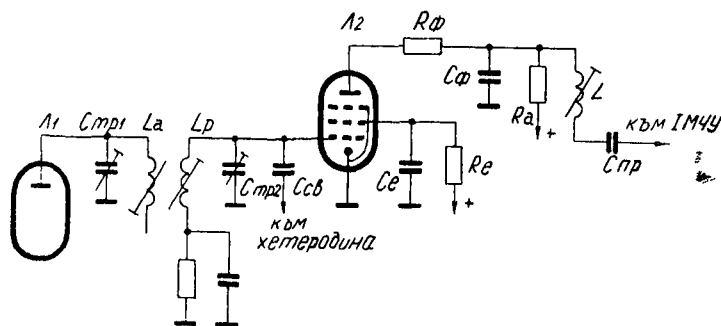 Л2
Rф
Cф
Ra
L
към IМЧУ
Cпр
+
Л1
Cтр1
La
Lр
Cтр2
Cсв
Ce
Re
+
към
хетеродина